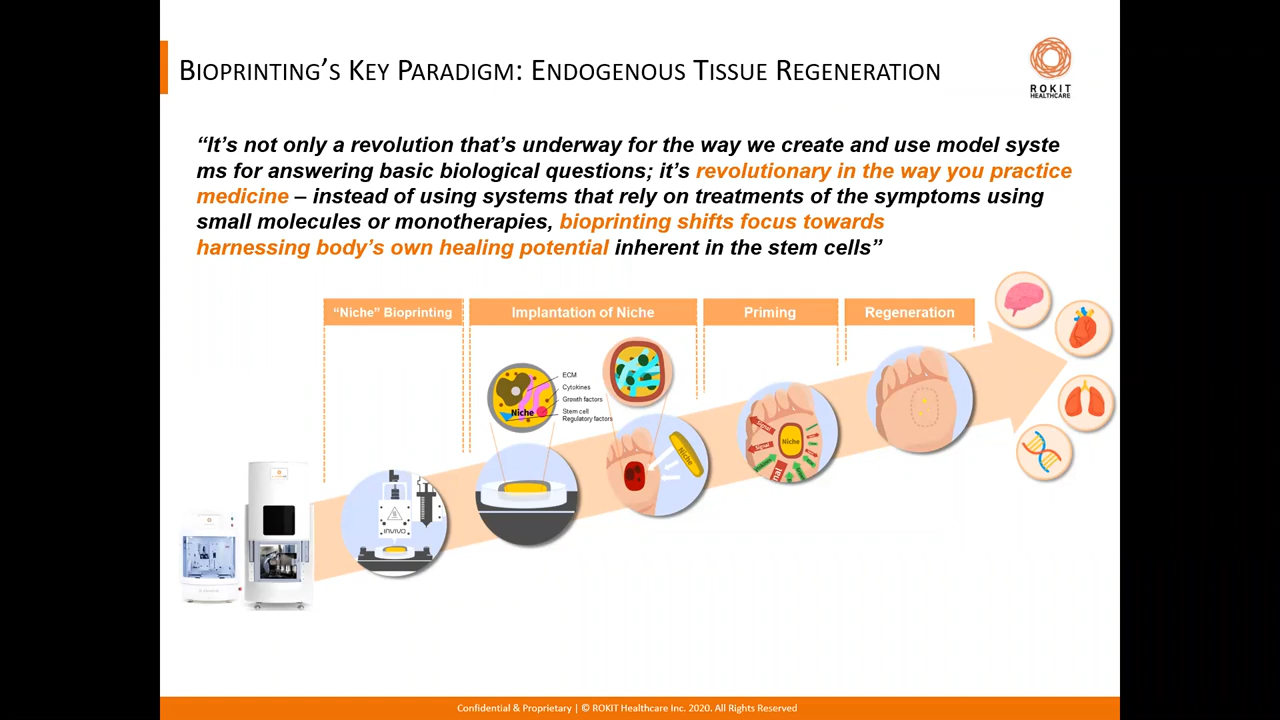 BIOPRINTING'S KEY PARADIGM: ENDOGENOUS TISSUE REGENERATION
ROKIT
HEALTHCARE
“It’s not only a revolution that’s underway for the way we create and use model syste
ms for answering basic biological questions; it’s revolutionary in the way you practice
medicine – instead of using systems that rely on treatments of the symptoms using
small molecules or monotherapies, bioprinting shifts focus towards
harnessing body’s own healing potential inherent in the stem cells”
“Niche” Bioprinting
Implantation of Niche
Priming
Regeneration
ECM
Cytokines
Growth factors
Stem cell
Regulatory factors
Niche
Niche
Signal
Signal
Niche
INVIVO
Confidential & Proprietary | © ROKIT Healthcare Inc. 2020. All Rights Reserved